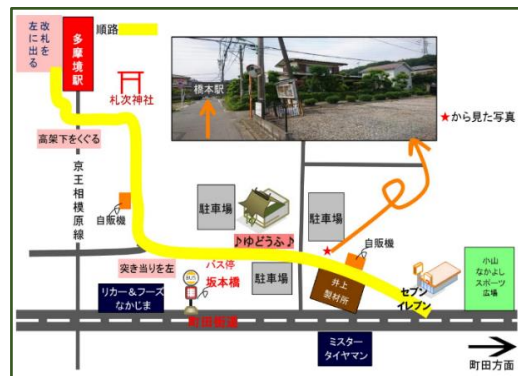 改札を
左に出る
多摩境駅
順路
札次神社
橋本駅
★から見た写真
高架下をくぐる
京王相模原線
自販機
駐車場
駐車場
♪ゆどうふ♪
★
自販機
突き当りを左
バス停
坂本橋
駐車場
井上
製材所
セブン
イレブン
小山
なかよし
スポーツ
広場
リカー&フーズ
なかじま
町田街道
ミスター
タイヤマン
町田方面